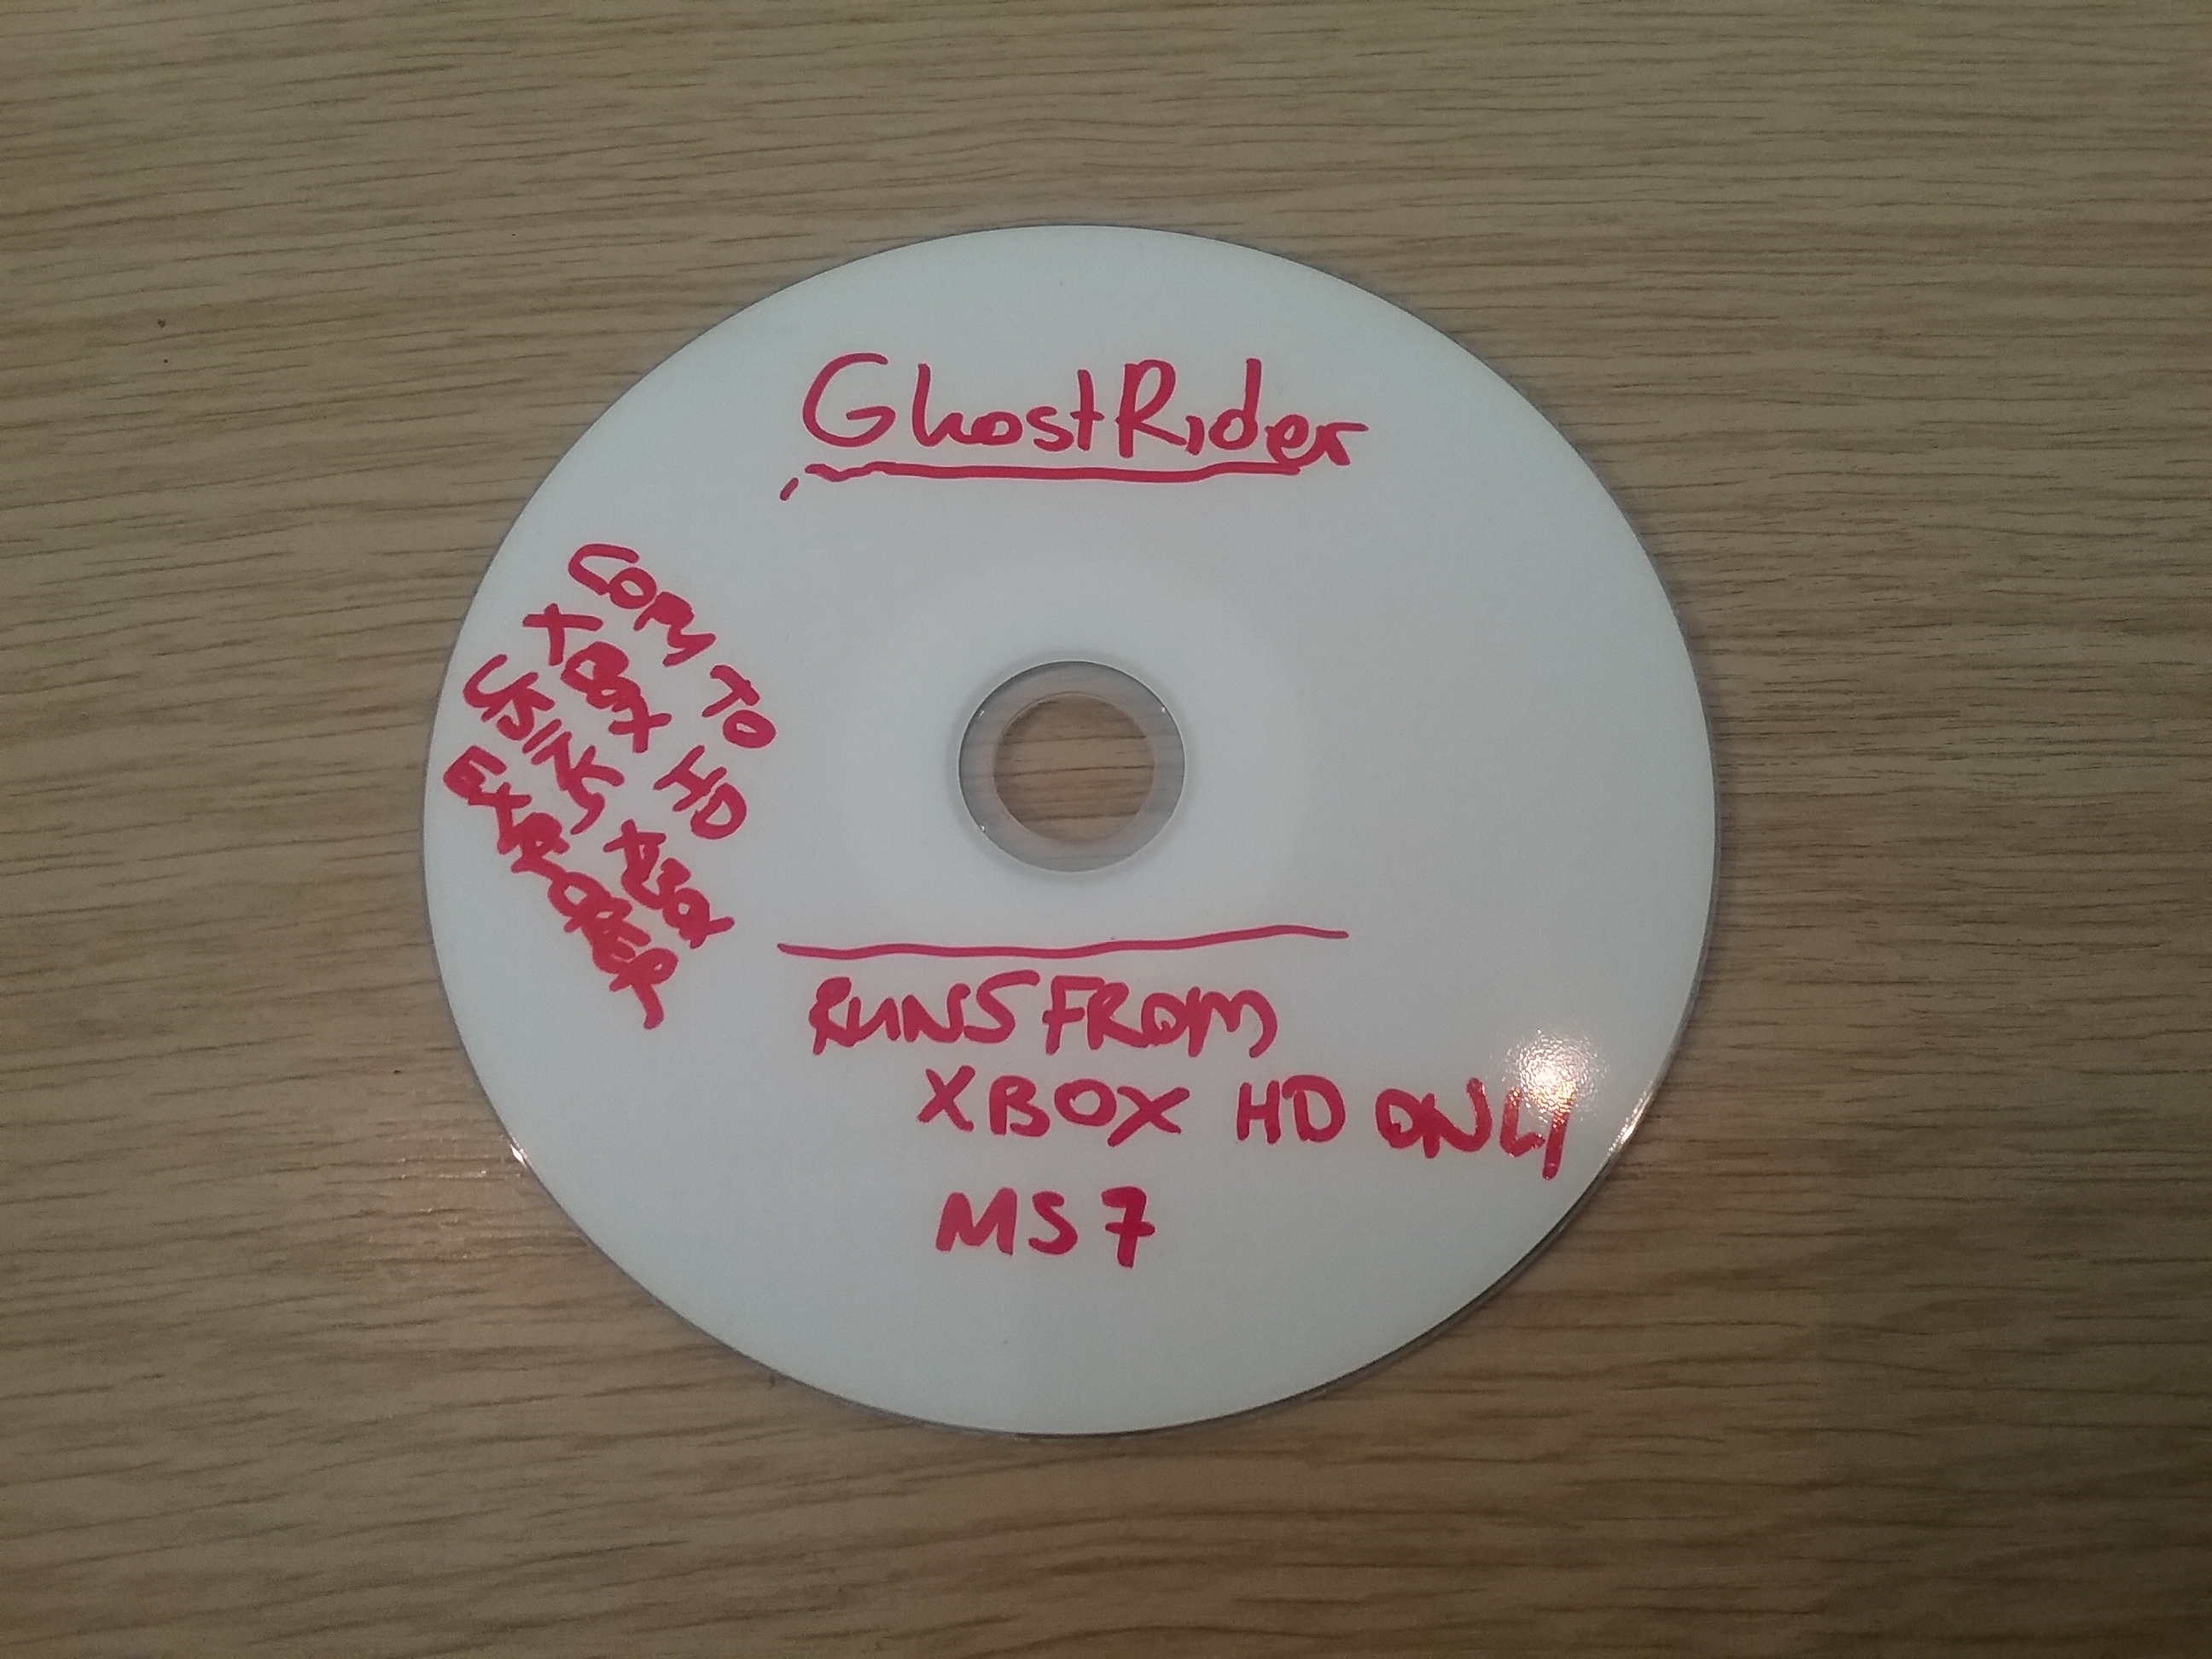 GhostRider
COPY TO
XBOX HD
USING XBOX
EXPLORER
RUNS FROM
XBOX HD ONLY
MS7